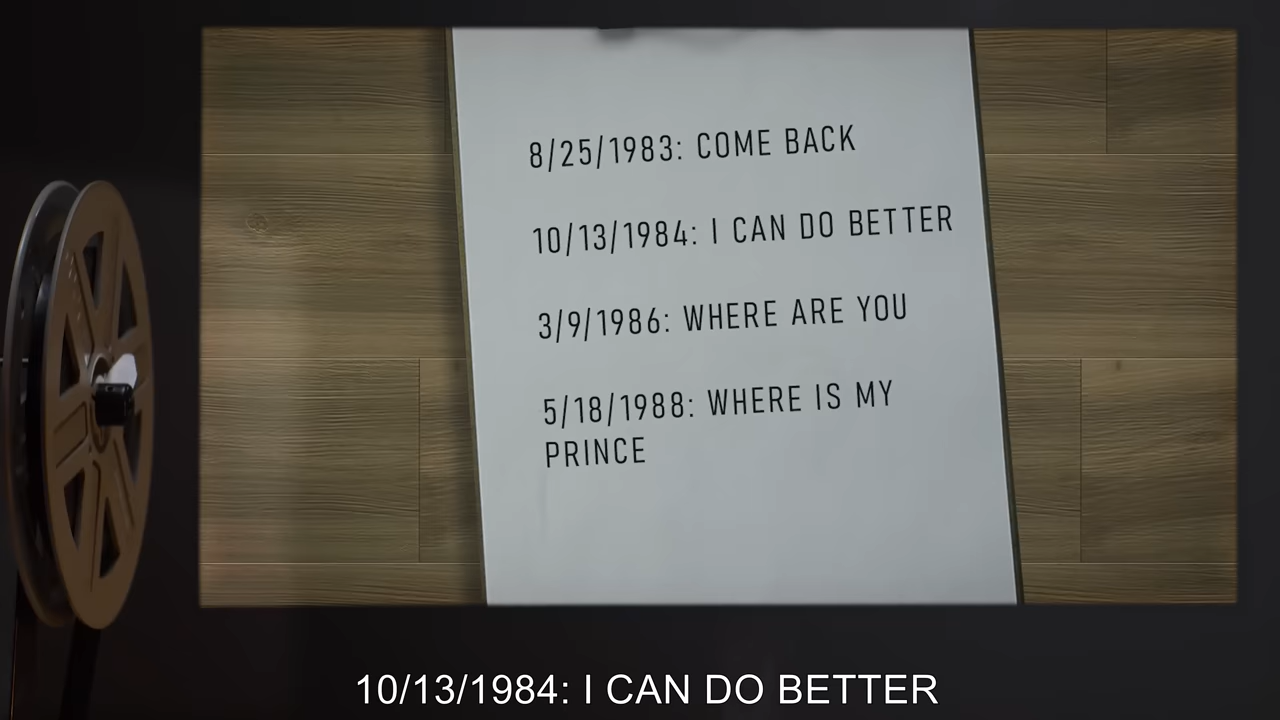 8/25/1983: COME BACK
10/13/1984: I CAN DO BETTER
3/9/1986: WHERE ARE YOU
5/18/1988: WHERE IS MY
PRINCE
10/13/1984: I CAN DO BETTER